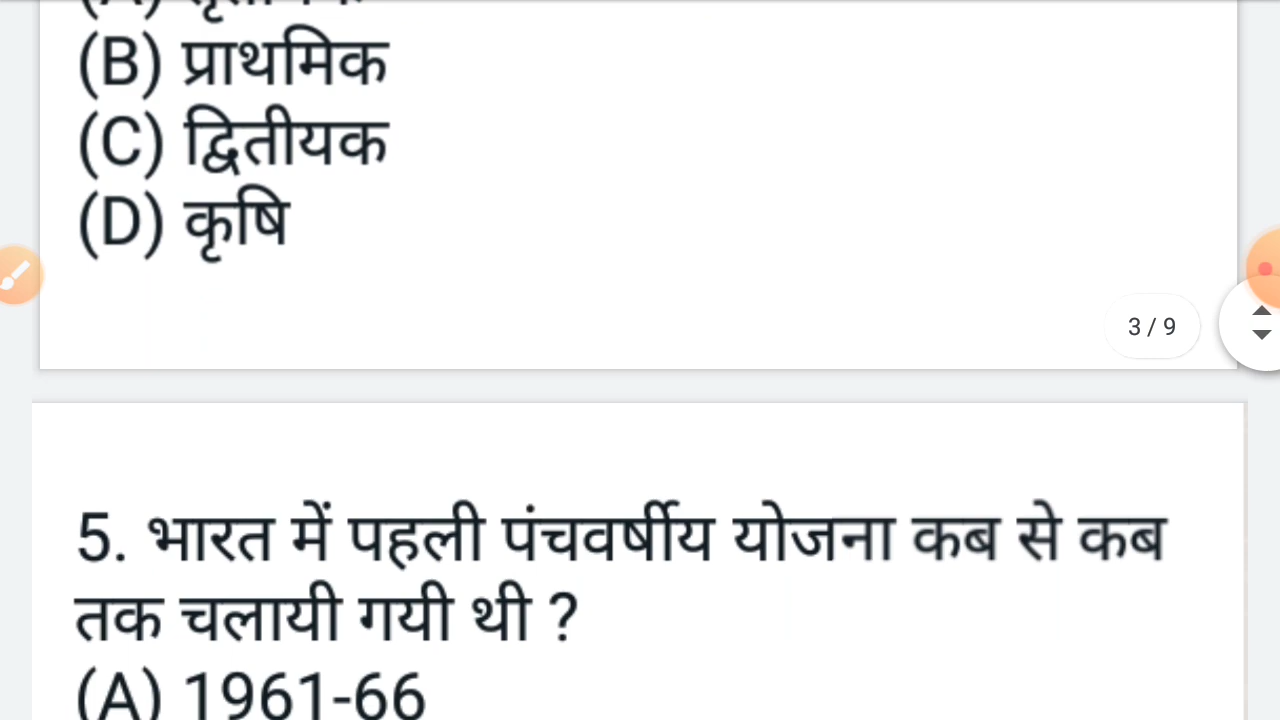 (B) प्राथमिक
(C) द्वितीयक
(D) कृषि
3 / 9
5. भारत में पहली पंचवर्षीय योजना कब से कब
तक चलायी गयी थी ?
(A) 1961-66